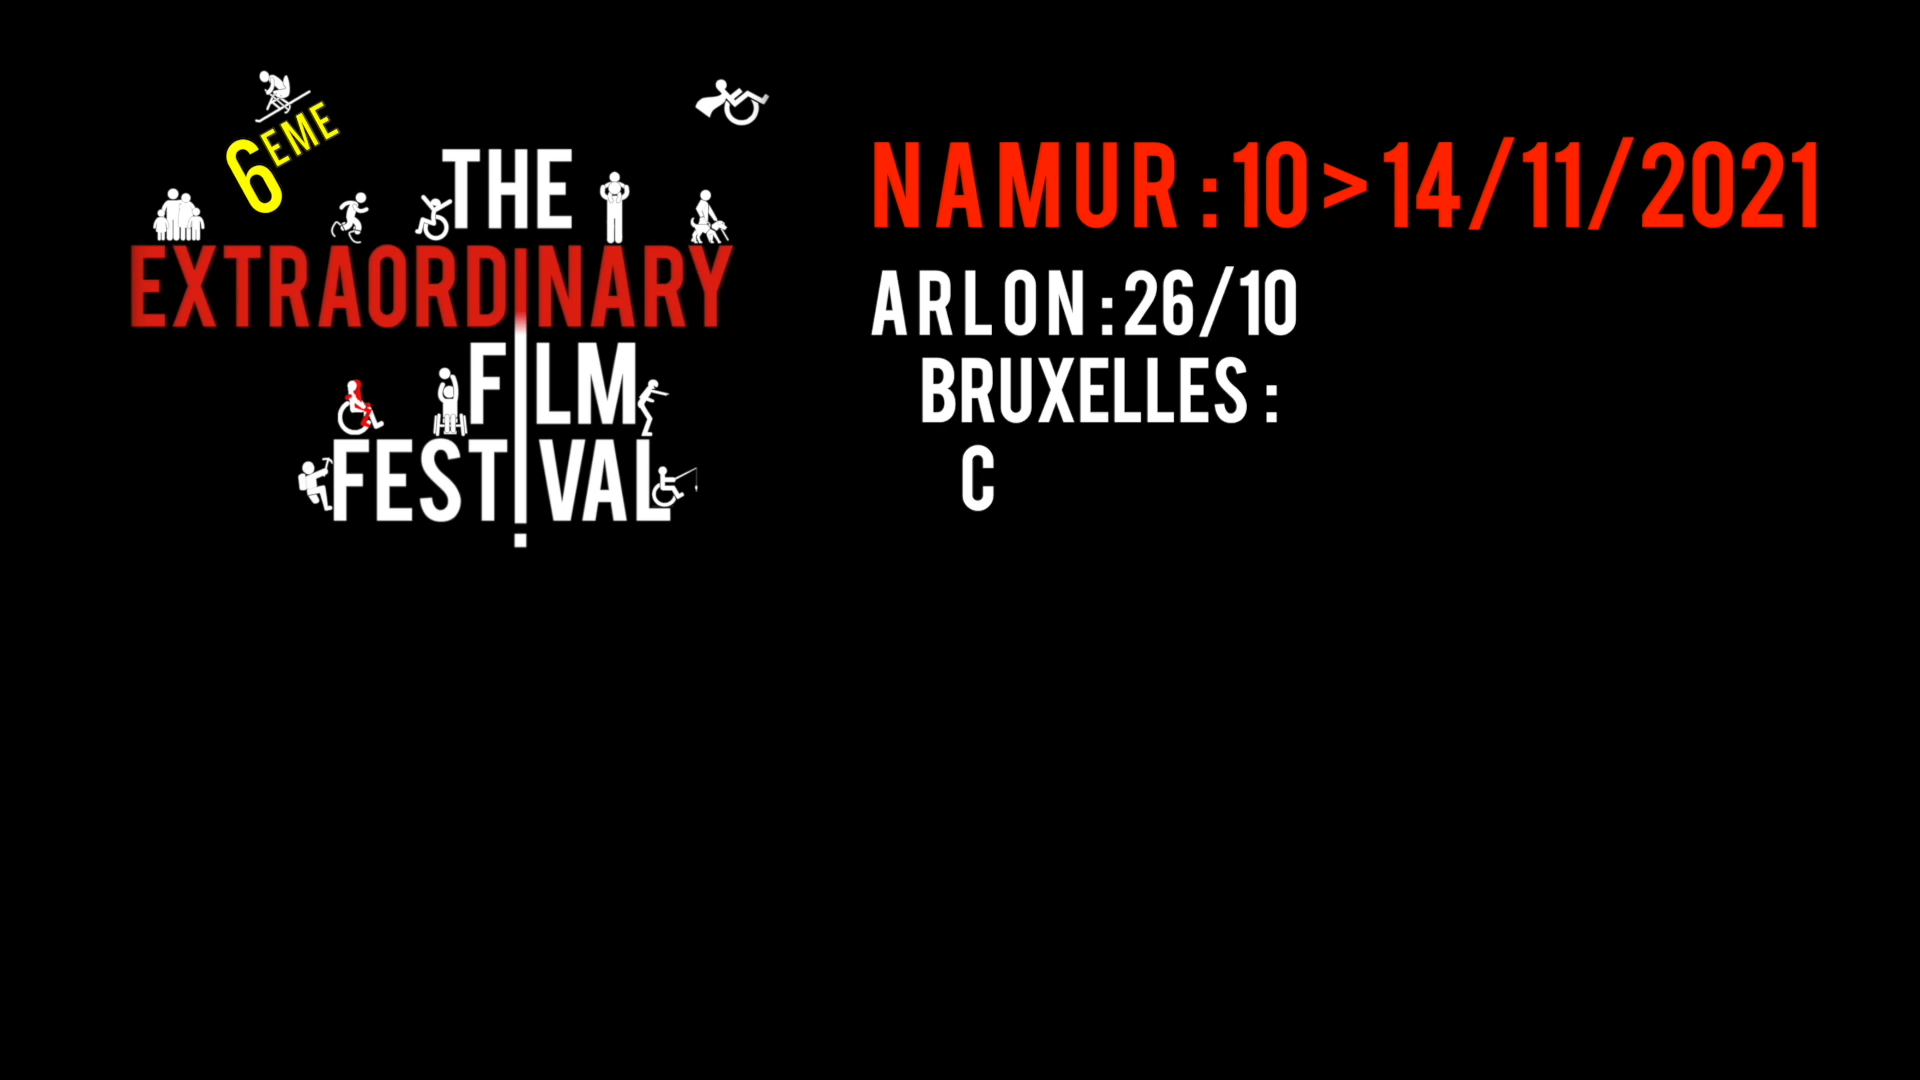 6EME
THE
EXTRAORDINARY
FILM
FESTIVAL
NAMUR : 10 > 14/11/2021
ARLON : 26/10
BRUXELLES :
C